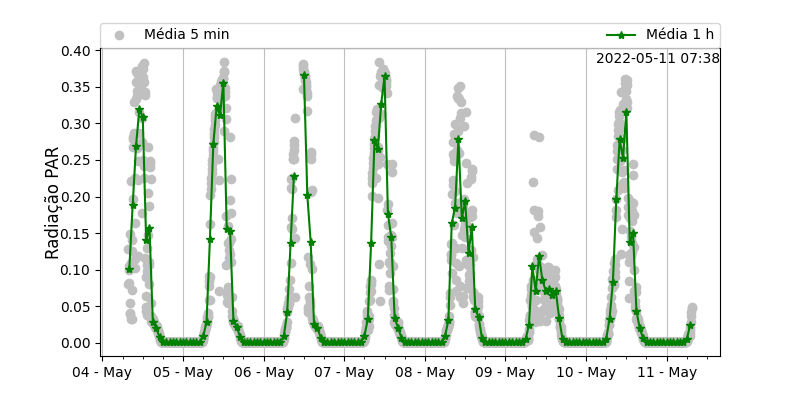 Média 5 min
Média 1 h
2022-05-11 07:38
Radiação PAR
0.40
0.35
0.30
0.25
0.20
0.15
0.10
0.05
0.00
04 - May
05 - May
06 - May
07 - May
08 - May
09 - May
10 - May
11 - May